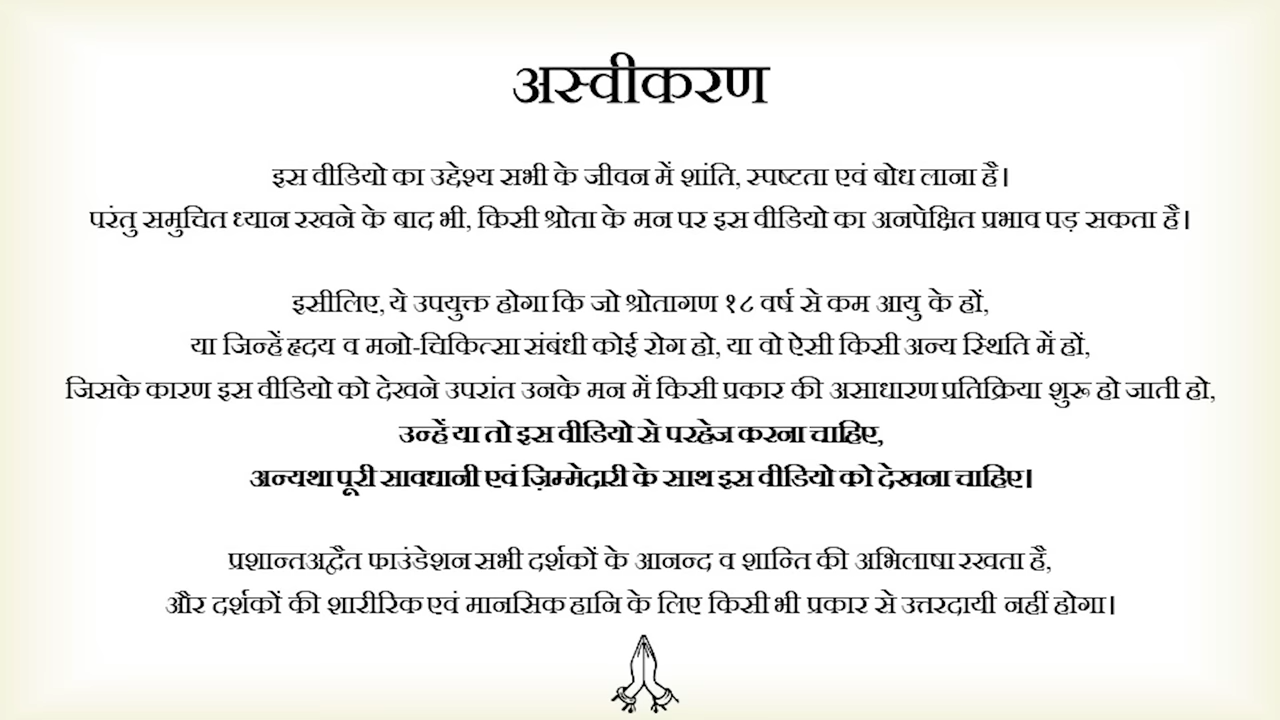 अस्वीकरण
इस वीडियो का उद्देश्य सभी के जीवन में शांति, स्पष्टता एवं बोध लाना है।
परंतु समुचित ध्यान रखने के बाद भी, किसी श्रोता के मन पर इस वीडियो का अनपेक्षित प्रभाव पड़ सकता है।
इसीलिए, ये उपयुक्त होगा कि जो श्रोतागण १८ वर्ष से कम आयु के हों,
या जिन्हें हृदय व मनो-चिकित्सा संबंधी कोई रोग हो, या वो ऐसी किसी अन्य स्थिति में हों,
जिसके कारण इस वीडियो को देखने उपरांत उनके मन में किसी प्रकार की असाधारण प्रतिक्रिया शुरू हो जाती हो,
उन्हें या तो इस वीडियो से परहेज करना चाहिए,
अन्यथा पूरी सावधानी एवं ज़िम्मेदारी के साथ इस वीडियो को देखना चाहिए।
प्रशान्तअद्वैत फाउंडेशन सभी दर्शकों के आनन्द व शान्ति की अभिलाषा रखता है,
और दर्शकों की शारीरिक एवं मानसिक हानि के लिए किसी भी प्रकार से उत्तरदायी नहीं होगा।